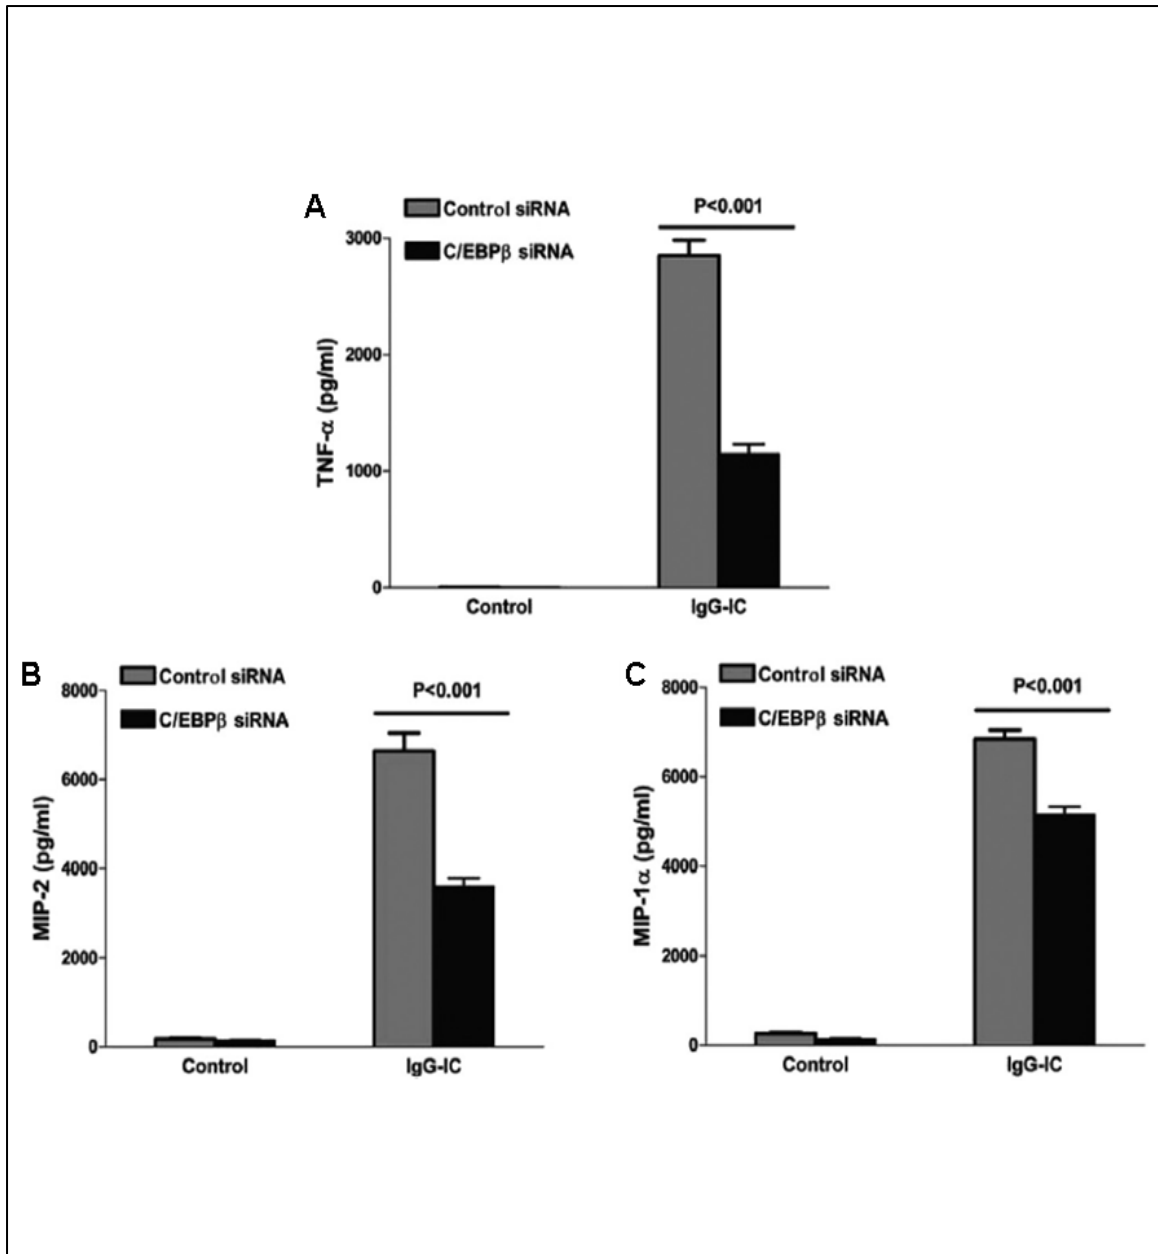 A
Control siRNA
C/EBPβ siRNA
P<0.001
3000
2000
1000
0
TNF-α (pg/ml)
Control
IgG-IC
B
Control siRNA
C/EBPβ siRNA
P<0.001
8000
6000
4000
2000
0
MIP-2 (pg/ml)
Control
IgG-IC
C
Control siRNA
C/EBPβ siRNA
P<0.001
8000
6000
4000
2000
0
MIP-1α (pg/ml)
Control
IgG-IC